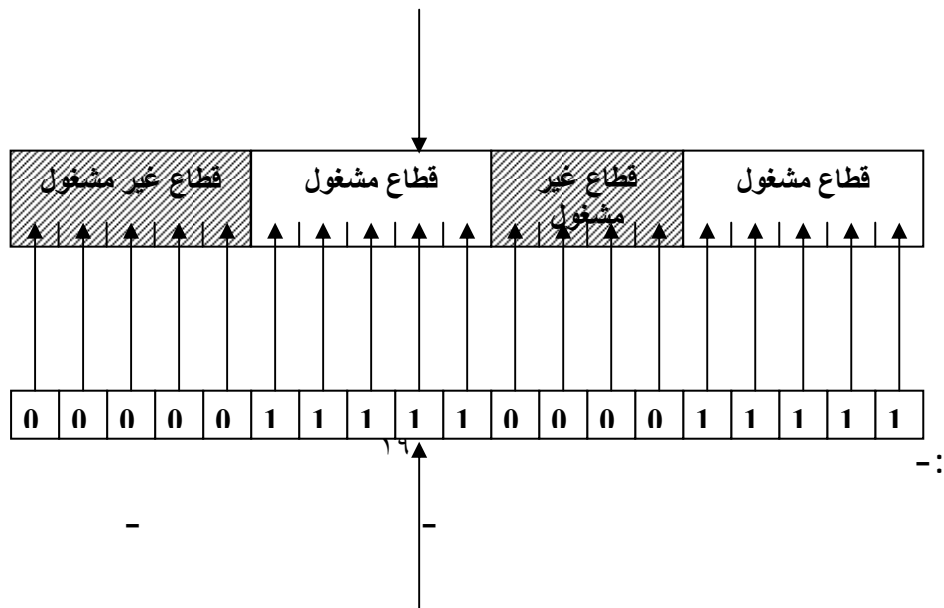 قطاع مشغول
قطاع غير مشغول
قطاع مشغول
قطاع غير مشغول
0 0 0 0 0 1 1 1 1 1 0 0 0 0 1 1 1 1 1
١٩
:-
- -